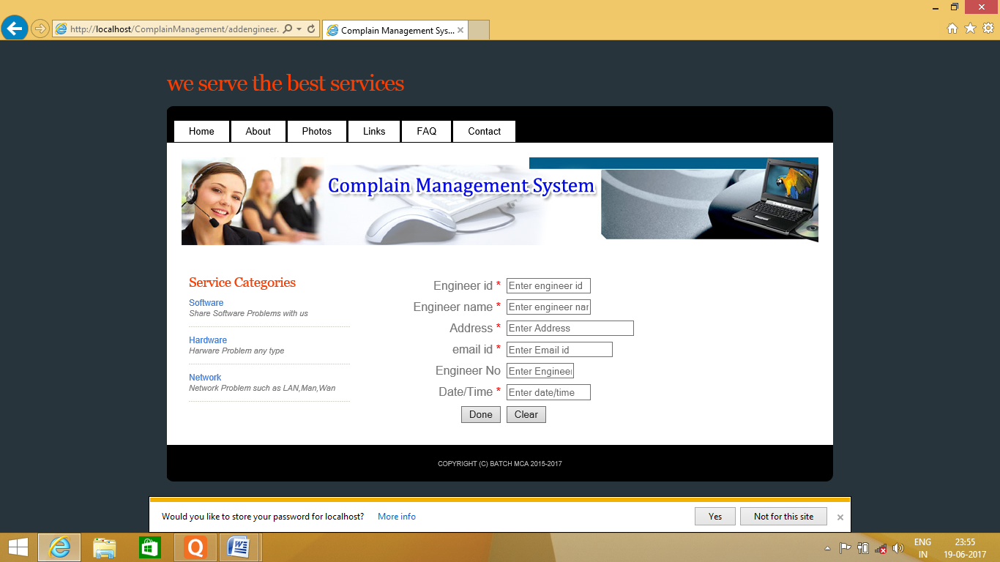 http://localhost/ComplainManagement/addengineer.
Complain Management Sys...
we serve the best services
Home About Photos Links FAQ Contact
Complain Management System
Service Categories
Software
Share Software Problems with us
Hardware
Harware Problem any type
Network
Network Problem such as LAN,Man,Wan
Engineer id * Enter engineer id
Engineer name * Enter engineer nar
Address * Enter Address
email id * Enter Email id
Engineer No Enter Engineer
Date/Time * Enter date/time
Done Clear
COPYRIGHT (C) BATCH MCA 2015-2017
Would you like to store your password for localhost? More info Yes Not for this site
ENG 23:55
IN 19-06-2017